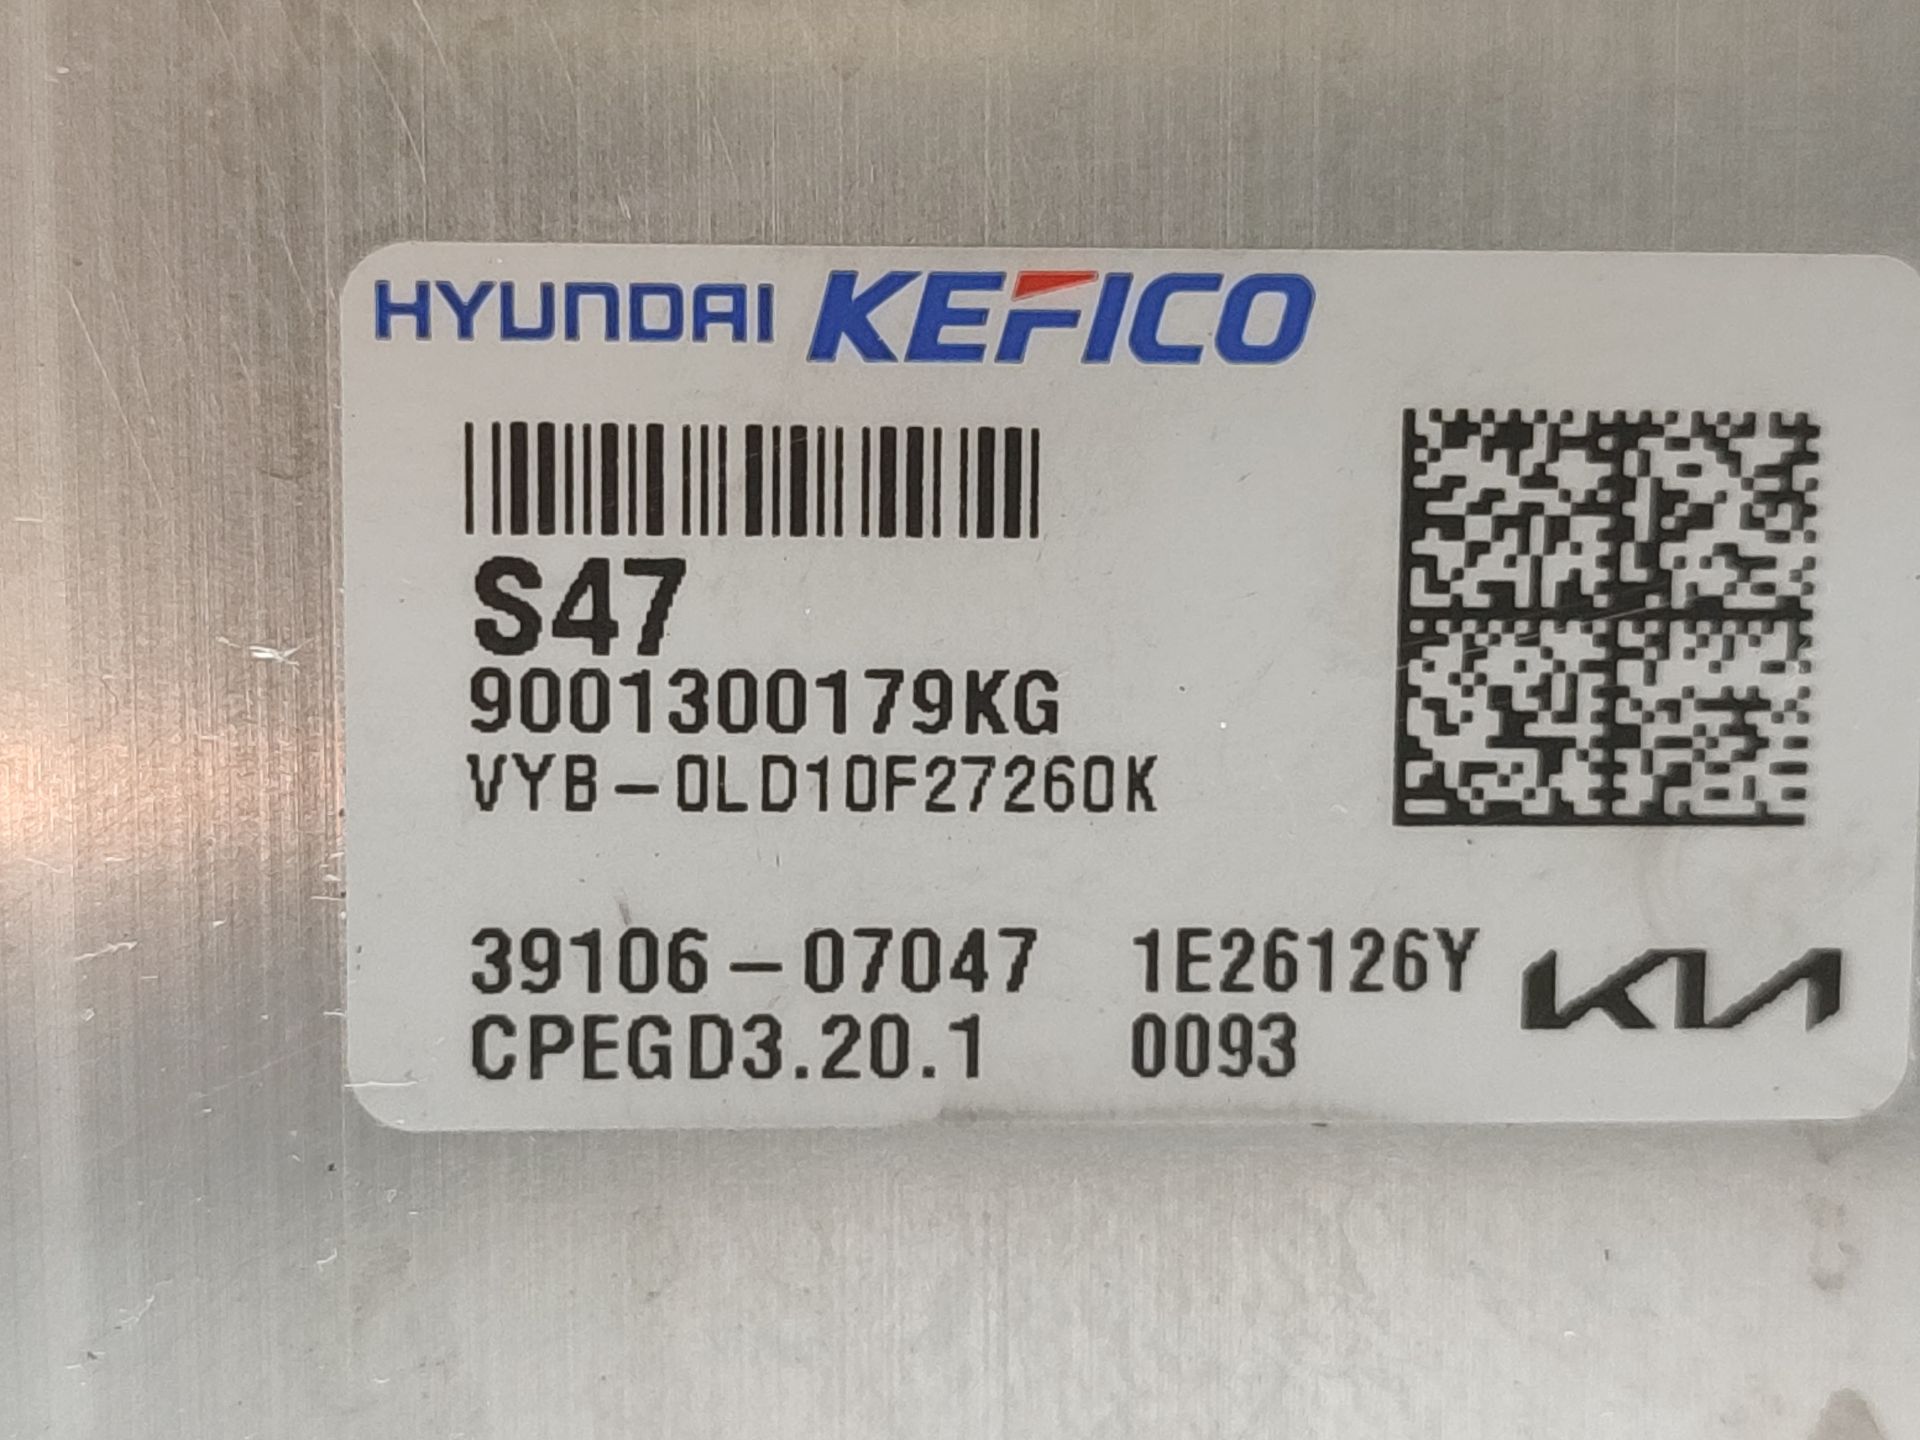 HYUNDAI KEFICO
S47
9001300179KG
VYB-0LD10F27260K
39106-07047 1E26126Y
CPEGD3.20.1 0093
KIA